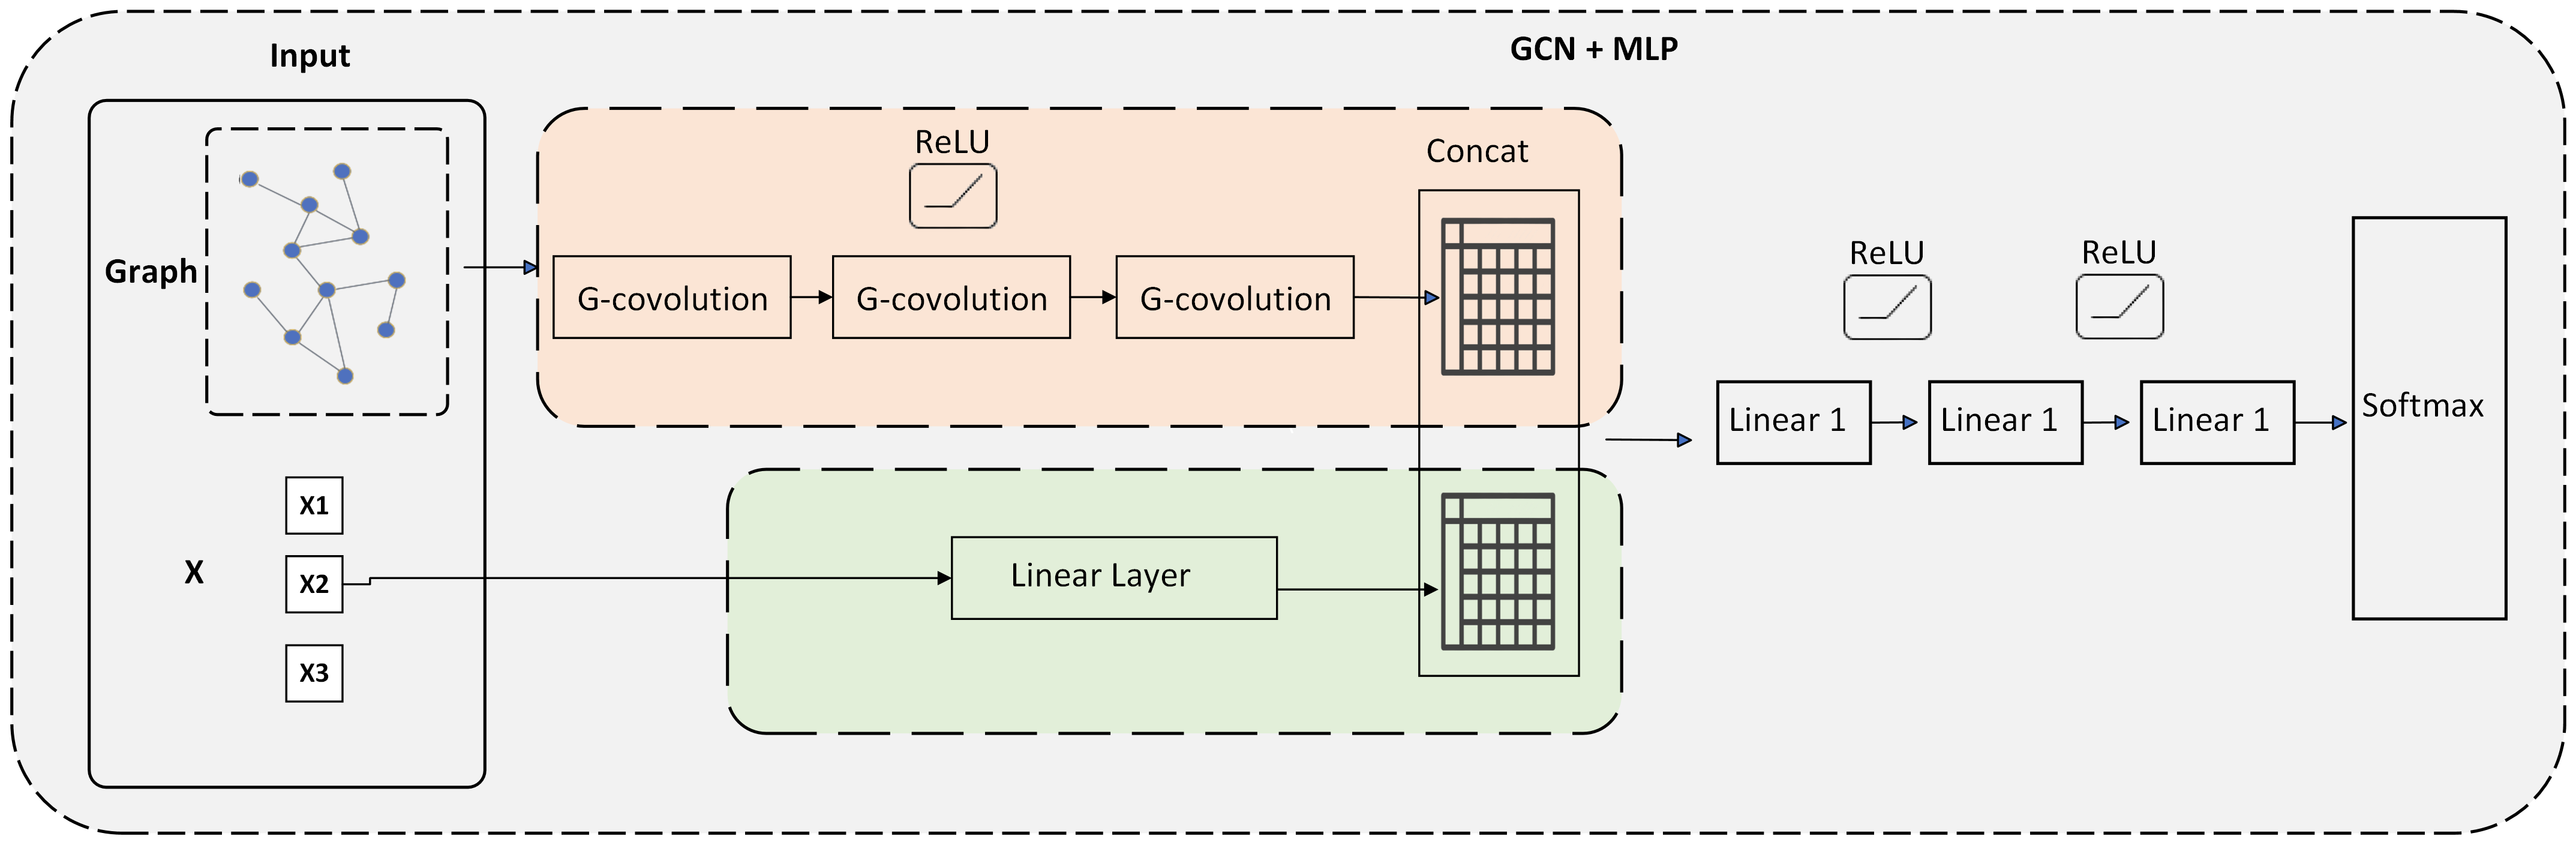 Input
GCN + MLP
Graph
ReLU
Concat
G-covolution
G-covolution
G-covolution
X
X1
X2
X3
Linear Layer
ReLU
ReLU
Linear 1
Linear 1
Linear 1
Softmax